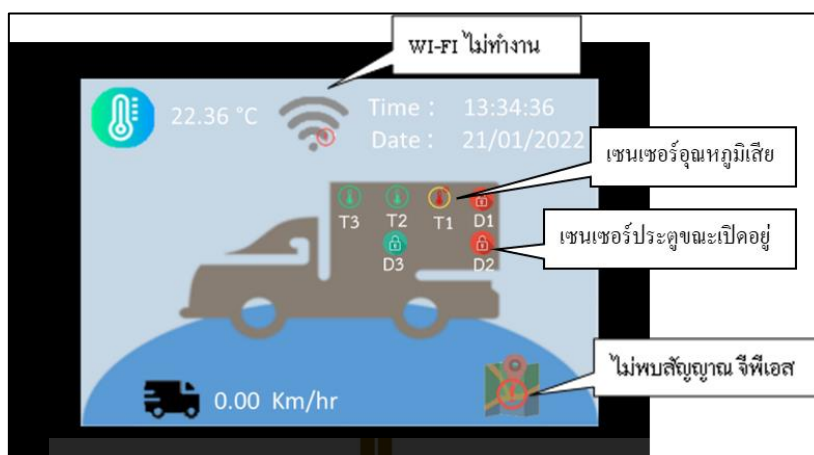 WI-FI ไม่ทำงาน
22.36 °C
Time : 13:34:36
Date : 21/01/2022
เซนเซอร์อุณหภูมิเสีย
T3 T2 T1 D1
เซนเซอร์ประตูขณะเปิดอยู่
D3 D2
ไม่พบสัญญาณ จีพีเอส
0.00 Km/hr